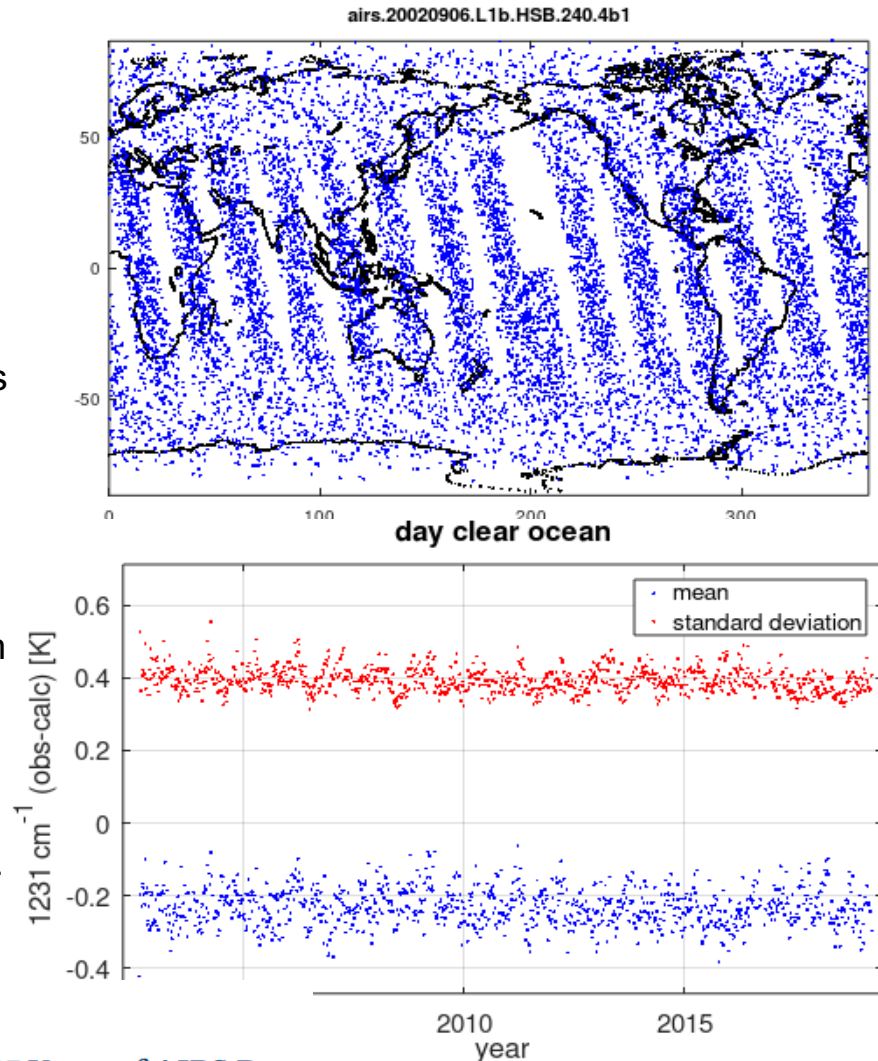 airs.20020906.L1b.HSB.240.4b1
50
0
-50
s
0 100 200 300
day clear ocean
mean
standard deviation
0.6
0.4
0.2
0
-0.2
-0.4
1231 cm-1 (obs-calc) [K]
n
2010 2015
year